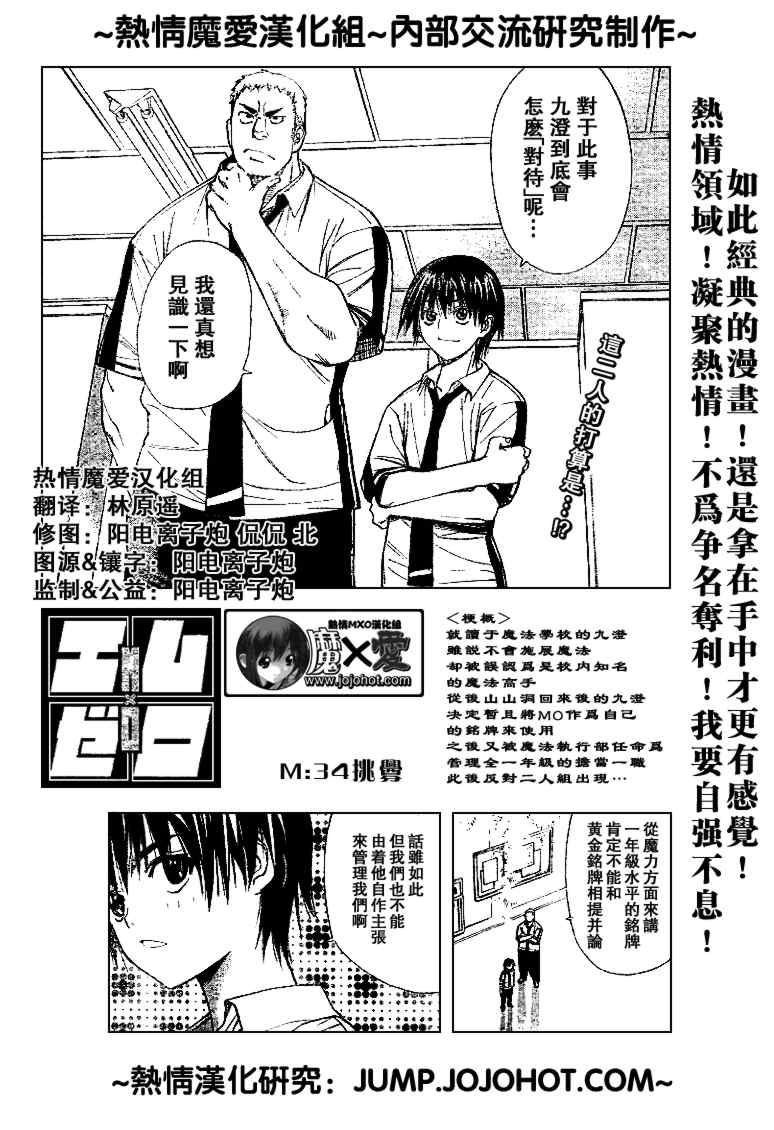 ~熱情魔愛漢化組~內部交流研究制作~
如此經典的漫畫！還是拿在手中才更有感覺！
熱情領域！凝聚熱情！不爲争名奪利！我要自强不息！
對于此事
九澄到底會
怎麽「對待」呢…
我還真想
見識一下啊
這二人的打算是…!?
热情魔爱汉化组
翻译：林原遥
修图：阳电离子炮 侃侃 北
图源&镶字：阳电离子炮
监制&公益：阳电离子炮
エム×ゼロ
熱情MXO漢化組
魔×愛
www.jojohot.com
M:34挑釁
＜梗概＞
就讀于魔法學校的九澄
雖説不會施展魔法
却被誤認爲是校内知名
的魔法高手
從後山山洞回來後的九澄
决定暫且將MO作爲自己
的銘牌來使用
之後又被魔法執行部任命爲
管理全一年級的擔當一職
此後反對二人組出現…
從魔力方面來講
一年級水平的銘牌
肯定不能和
黃金銘牌相提并論
話雖如此
但我們也不能
由着他自作主張
來管理我們啊
~熱情漢化研究：JUMP.JOJOHOT.COM~